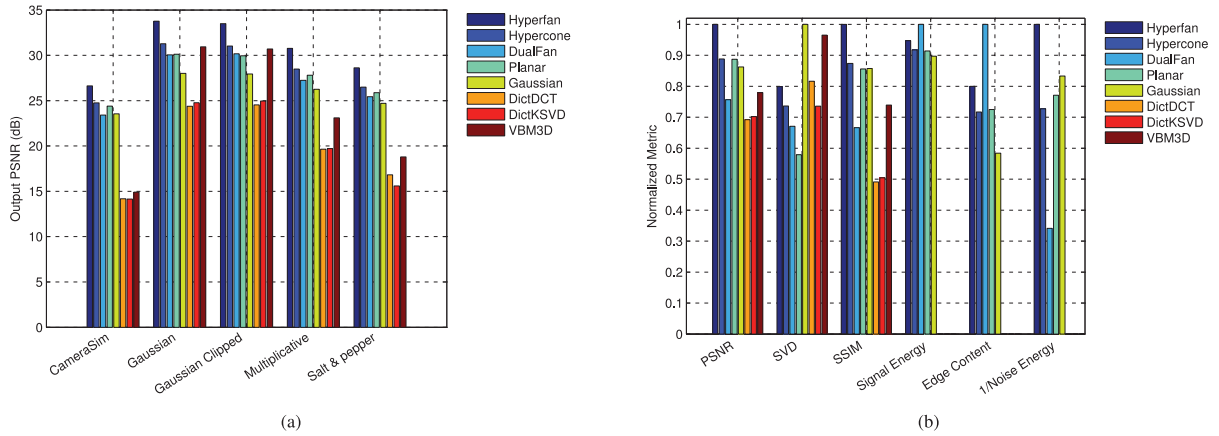 35
30
25
20
15
10
5
0
Output PSNR (dB)
CameraSim
Gaussian
Gaussian Clipped
Multiplicative
Salt & pepper
Hyperfan
Hypercone
DualFan
Planar
Gaussian
DictDCT
DictKSVD
VBM3D
(a)
1
0.9
0.8
0.7
0.6
0.5
0.4
0.3
0.2
0.1
0
Normalized Metric
PSNR
SVD
SSIM
Signal Energy
Edge Content
1/Noise Energy
Hyperfan
Hypercone
DualFan
Planar
Gaussian
DictDCT
DictKSVD
VBM3D
(b)